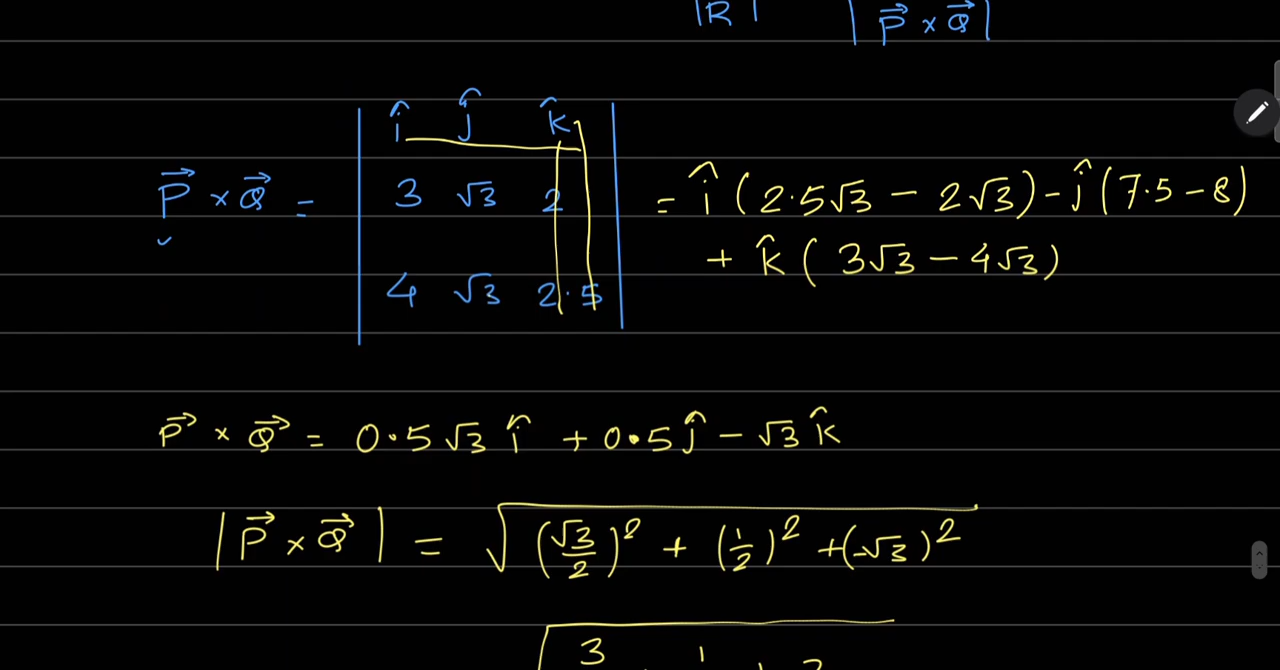 |R| |P⃗ × Q⃗|
î ĵ k̂
P⃗ × Q⃗ = 3 √3 2 = î (2.5√3 − 2√3) − ĵ (7.5 − 8)
+ k̂ (3√3 − 4√3)
4 √3 2.5
P⃗ × Q⃗ = 0.5√3 î + 0.5 ĵ − √3 k̂
|P⃗ × Q⃗| = √((√3/2)² + (1/2)² + (−√3)²)
3